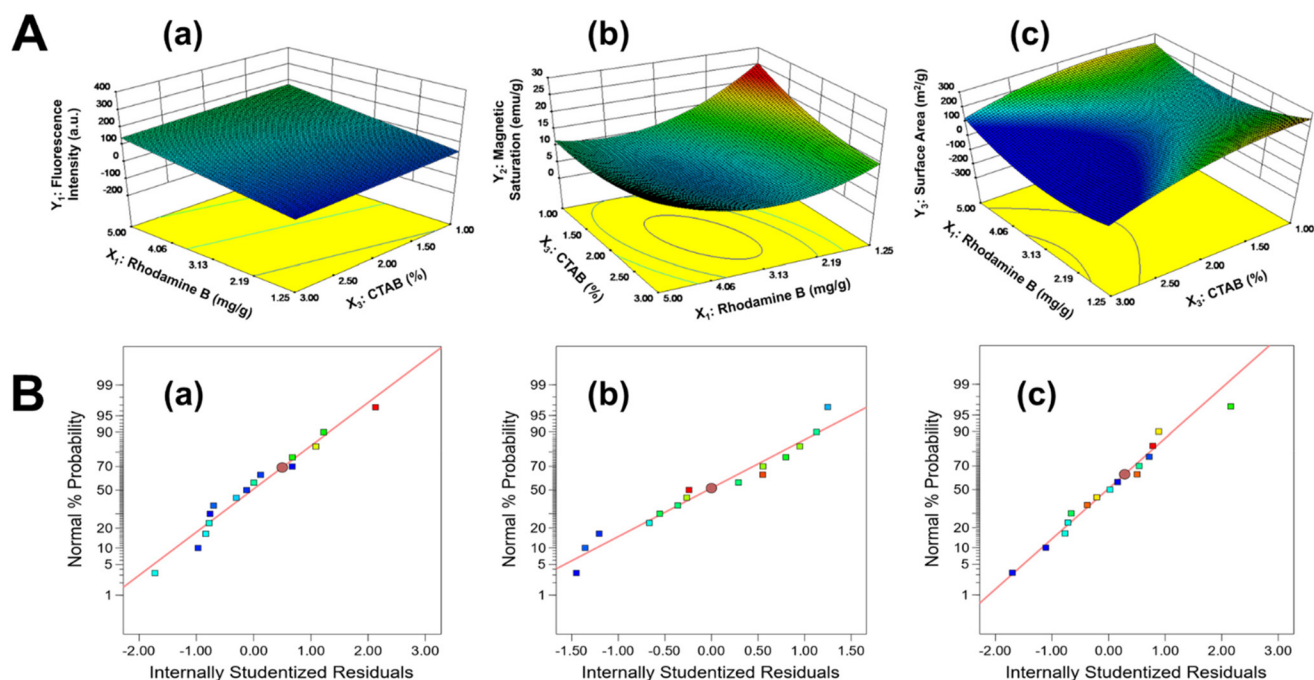 A
(a)
Y₁: Fluorescence
Intensity (a.u.)
400
300
200
100
0
-100
-200
5.00
4.06
3.13
2.19
1.25
X₁: Rhodamine B (mg/g)
3.00
2.50
2.00
1.50
1.00
X₃: CTAB (%)
(b)
Y₂: Magnetic
Saturation (emu/g)
30
25
20
15
10
5
0
1.00
1.50
2.00
2.50
3.00
X₃: CTAB (%)
5.00
4.06
3.13
2.19
1.25
X₁: Rhodamine B (mg/g)
(c)
Y₃: Surface Area (m²/g)
300
200
100
0
-100
-200
-300
5.00
4.06
3.13
2.19
1.25
X₁: Rhodamine B (mg/g)
3.00
2.50
2.00
1.50
1.00
X₃: CTAB (%)
B
(a)
Normal % Probability
99
95
90
70
50
20
10
5
1
-2.00 -1.00 0.00 1.00 2.00 3.00
Internally Studentized Residuals
(b)
Normal % Probability
99
95
90
70
50
20
10
5
1
-1.50 -1.00 -0.50 0.00 0.50 1.00 1.50
Internally Studentized Residuals
(c)
Normal % Probability
99
95
90
70
50
20
10
5
1
-2.00 -1.00 0.00 1.00 2.00 3.00
Internally Studentized Residuals